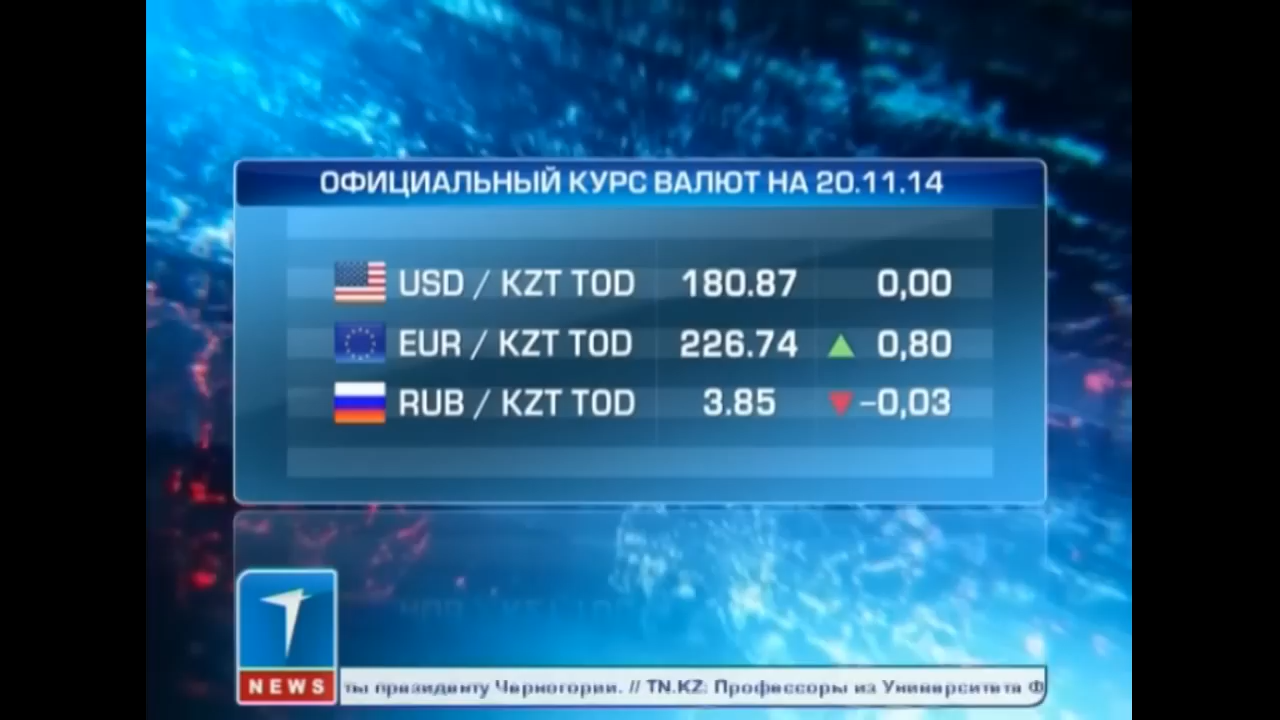 ОФИЦИАЛЬНЫЙ КУРС ВАЛЮТ НА 20.11.14
USD / KZT TOD 180.87 0,00
EUR / KZT TOD 226.74 0,80
RUB / KZT TOD 3.85 –0,03
NEWS
ты президенту Черногории. // TN.KZ: Профессоры из Университета Ф